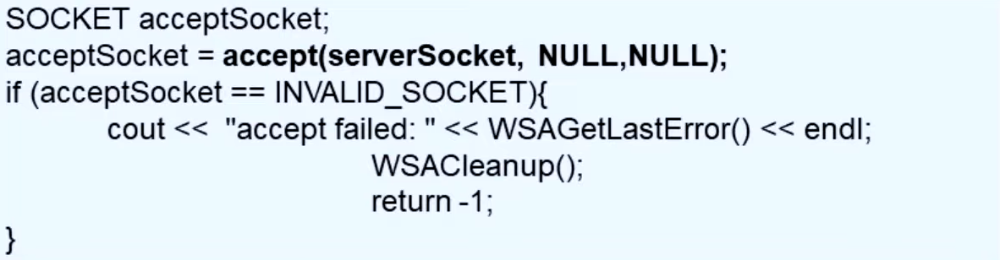 SOCKET acceptSocket;
acceptSocket = accept(serverSocket, NULL,NULL);
if (acceptSocket == INVALID_SOCKET){
cout << "accept failed: " << WSAGetLastError() << endl;
WSACleanup();
return -1;
}